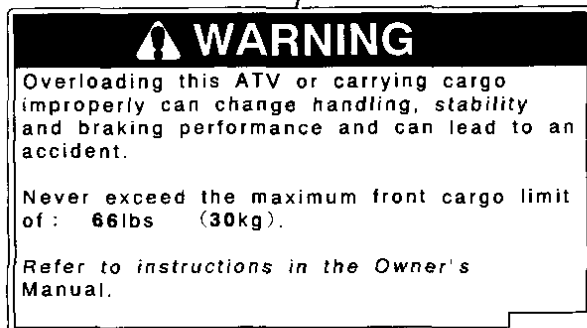 WARNING
Overloading this ATV or carrying cargo
improperly can change handling, stability
and braking performance and can lead to an
accident.
Never exceed the maximum front cargo limit
of : 66lbs (30kg).
Refer to instructions in the Owner's
Manual.